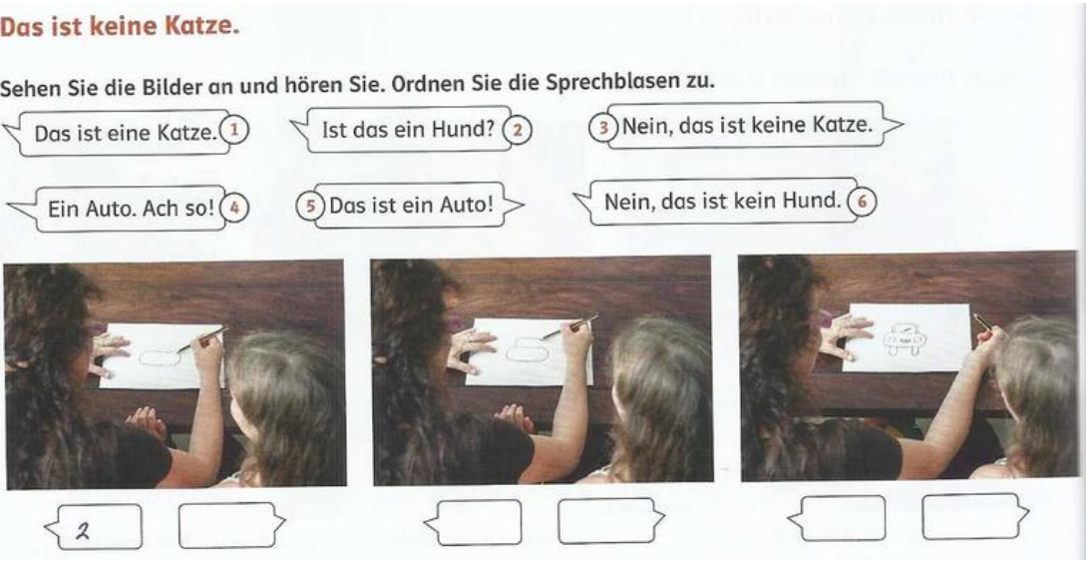 Das ist keine Katze.
Sehen Sie die Bilder an und hören Sie. Ordnen Sie die Sprechblasen zu.
Das ist eine Katze. 1
Ist das ein Hund? 2
3 Nein, das ist keine Katze.
Ein Auto. Ach so! 4
5 Das ist ein Auto!
Nein, das ist kein Hund. 6
2